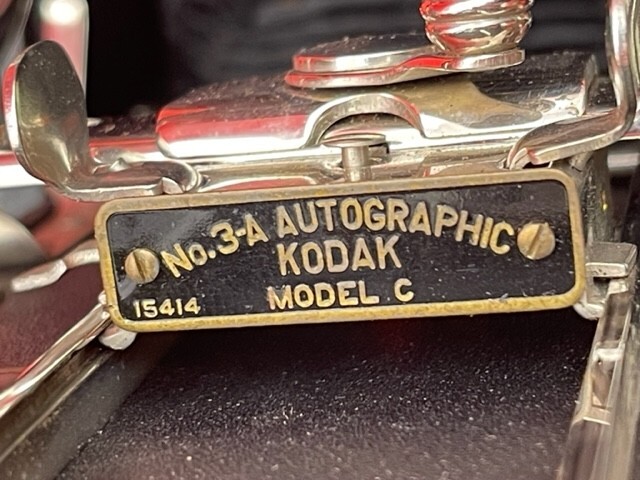 No. 3-A AUTOGRAPHIC
KODAK
MODEL C
15414